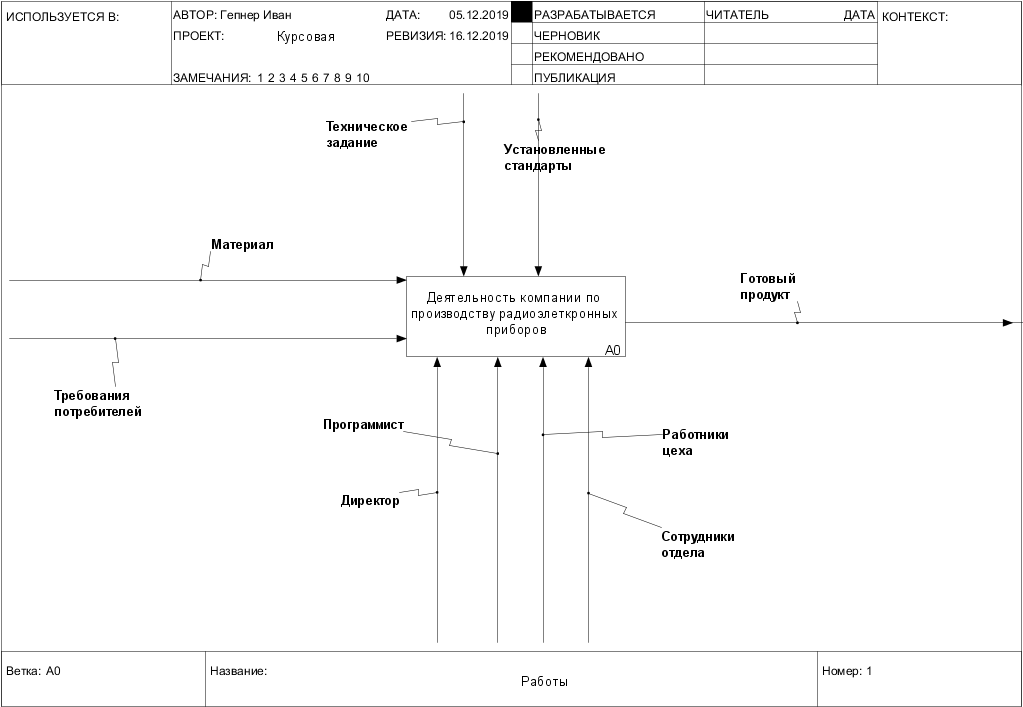 ИСПОЛЬЗУЕТСЯ В:
АВТОР: Гепнер Иван
ДАТА: 05.12.2019
РАЗРАБАТЫВАЕТСЯ
ЧИТАТЕЛЬ
ДАТА
КОНТЕКСТ:
ПРОЕКТ: Курсовая
РЕВИЗИЯ: 16.12.2019
ЧЕРНОВИК
РЕКОМЕНДОВАНО
ЗАМЕЧАНИЯ: 1 2 3 4 5 6 7 8 9 10
ПУБЛИКАЦИЯ
Техническое
задание
Установленные
стандарты
Материал
Готовый
продукт
Деятельность компании по
производству радиоэлеткронных
приборов
A0
Требования
потребителей
Программист
Работники
цеха
Директор
Сотрудники
отдела
Ветка: A0
Название:
Работы
Номер: 1